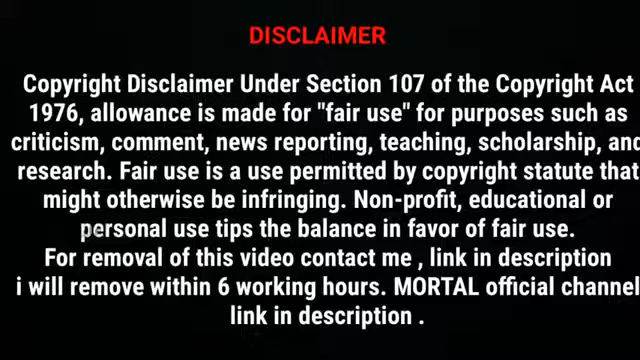 DISCLAIMER
Copyright Disclaimer Under Section 107 of the Copyright Act
1976, allowance is made for "fair use" for purposes such as
criticism, comment, news reporting, teaching, scholarship, and
research. Fair use is a use permitted by copyright statute that
might otherwise be infringing. Non-profit, educational or
personal use tips the balance in favor of fair use.
For removal of this video contact me , link in description
i will remove within 6 working hours. MORTAL official channel
link in description .